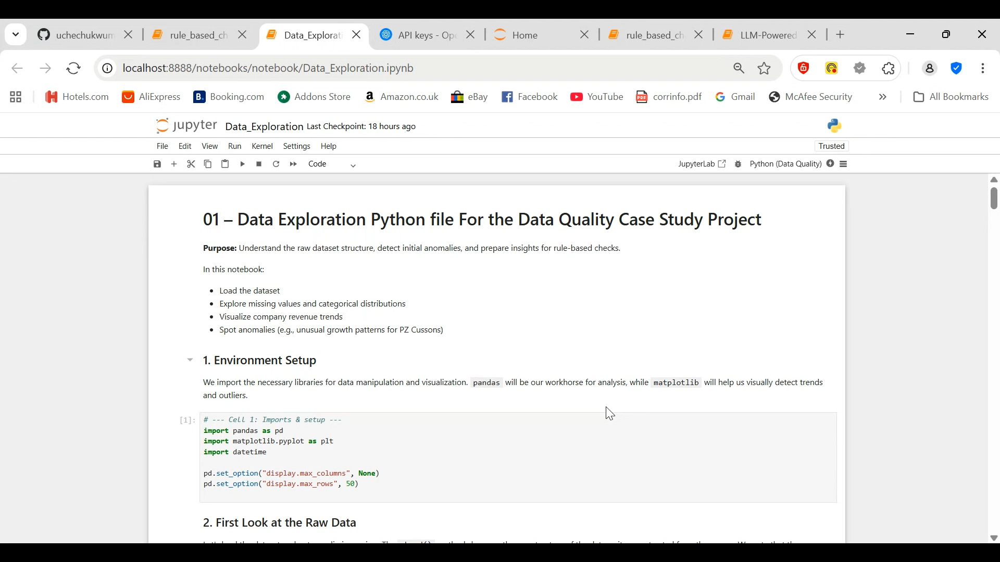 uchechukwum
rule_based_ch
Data_Explorati
API keys - Ope
Home
rule_based_ch
LLM-Powered
localhost:8888/notebooks/notebook/Data_Exploration.ipynb
Hotels.com
AliExpress
Booking.com
Addons Store
Amazon.co.uk
eBay
Facebook
YouTube
corrinfo.pdf
Gmail
McAfee Security
All Bookmarks
jupyter Data_Exploration Last Checkpoint: 18 hours ago
File Edit View Run Kernel Settings Help
Trusted
Code
JupyterLab
Python (Data Quality)
01 – Data Exploration Python file For the Data Quality Case Study Project
Purpose: Understand the raw dataset structure, detect initial anomalies, and prepare insights for rule-based checks.
In this notebook:
• Load the dataset
• Explore missing values and categorical distributions
• Visualize company revenue trends
• Spot anomalies (e.g., unusual growth patterns for PZ Cussons)
1. Environment Setup
We import the necessary libraries for data manipulation and visualization. pandas will be our workhorse for analysis, while matplotlib will help us visually detect trends
and outliers.
[1]: # --- Cell 1: Imports & setup ---
import pandas as pd
import matplotlib.pyplot as plt
import datetime
pd.set_option("display.max_columns", None)
pd.set_option("display.max_rows", 50)
2. First Look at the Raw Data